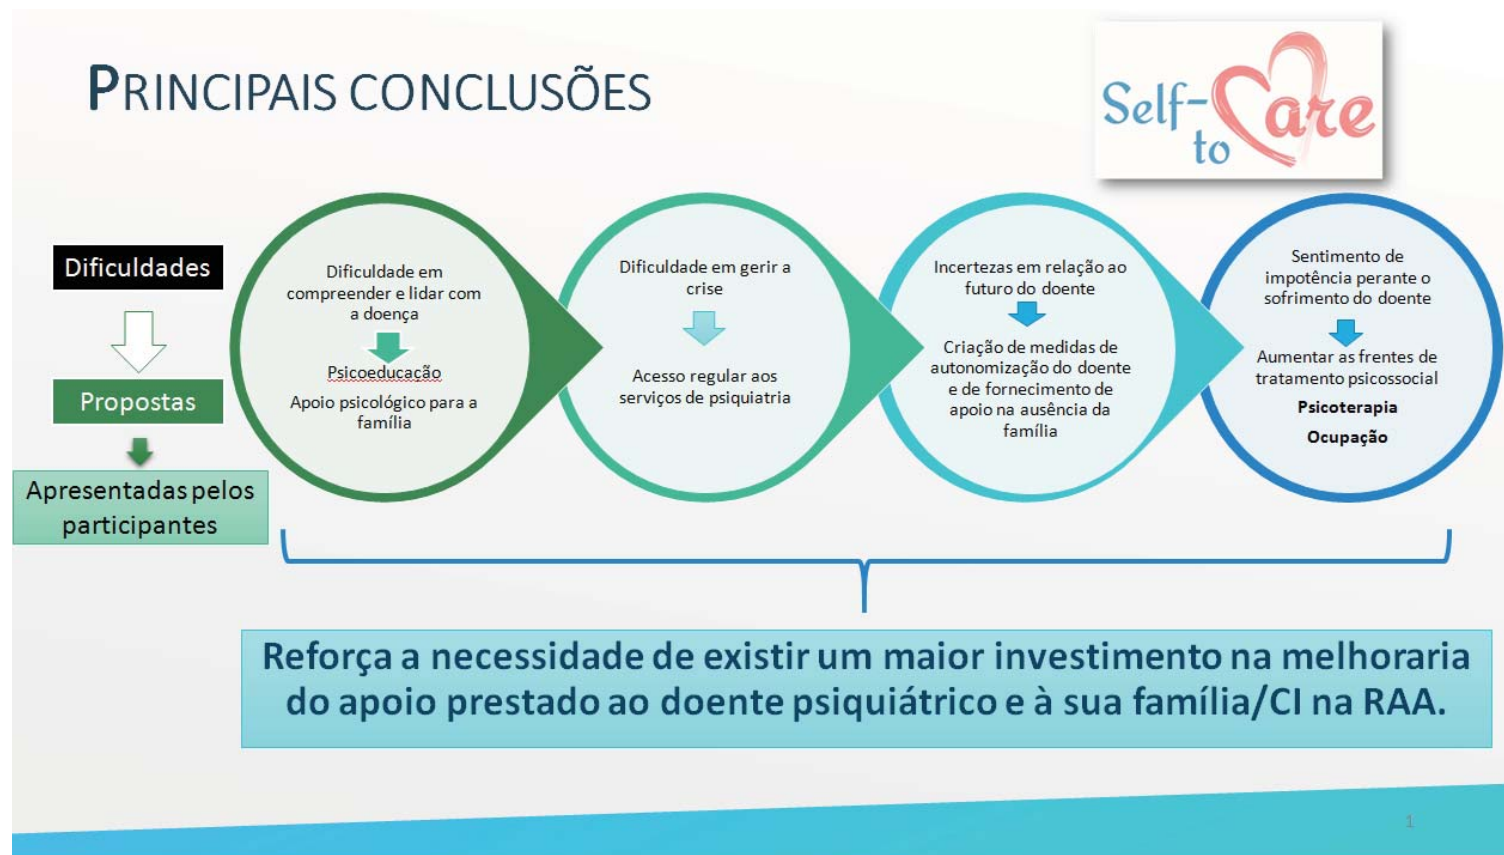 PRINCIPAIS CONCLUSÕES
Self-
to Care
Dificuldades
Propostas
Apresentadas pelos
participantes
Dificuldade em
compreender e lidar com
a doença
Psicoeducação
Apoio psicológico para a
família
Dificuldade em gerir a
crise
Acesso regular aos
serviços de psiquiatria
Incertezas em relação ao
futuro do doente
Criação de medidas de
autonomização do doente
e de fornecimento de
apoio na ausência da
família
Sentimento de
impotência perante o
sofrimento do doente
Aumentar as frentes de
tratamento psicossocial
Psicoterapia
Ocupação
Reforça a necessidade de existir um maior investimento na melhoraria
do apoio prestado ao doente psiquiátrico e à sua família/CI na RAA.
1